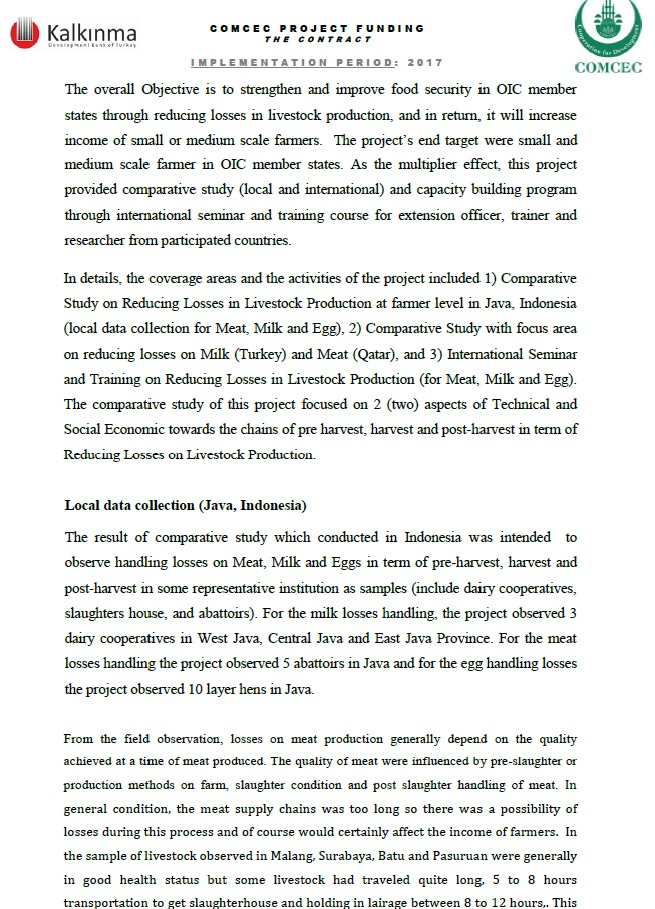 Kalkınma
Development Bank of Turkey
COMCEC PROJECT FUNDING
THE CONTRACT
IMPLEMENTATION PERIOD: 2017
Cooperation for Development
COMCEC
The overall Objective is to strengthen and improve food security in OIC member
states through reducing losses in livestock production, and in return, it will increase
income of small or medium scale farmers. The project's end target were small and
medium scale farmer in OIC member states. As the multiplier effect, this project
provided comparative study (local and international) and capacity building program
through international seminar and training course for extension officer, trainer and
researcher from participated countries.
In details, the coverage areas and the activities of the project included 1) Comparative
Study on Reducing Losses in Livestock Production at farmer level in Java, Indonesia
(local data collection for Meat, Milk and Egg), 2) Comparative Study with focus area
on reducing losses on Milk (Turkey) and Meat (Qatar), and 3) International Seminar
and Training on Reducing Losses in Livestock Production (for Meat, Milk and Egg).
The comparative study of this project focused on 2 (two) aspects of Technical and
Social Economic towards the chains of pre harvest, harvest and post-harvest in term of
Reducing Losses on Livestock Production.
Local data collection (Java, Indonesia)
The result of comparative study which conducted in Indonesia was intended to
observe handling losses on Meat, Milk and Eggs in term of pre-harvest, harvest and
post-harvest in some representative institution as samples (include dairy cooperatives,
slaughters house, and abattoirs). For the milk losses handling, the project observed 3
dairy cooperatives in West Java, Central Java and East Java Province. For the meat
losses handling the project observed 5 abattoirs in Java and for the egg handling losses
the project observed 10 layer hens in Java.
From the field observation, losses on meat production generally depend on the quality
achieved at a time of meat produced. The quality of meat were influenced by pre-slaughter or
production methods on farm, slaughter condition and post slaughter handling of meat. In
general condition, the meat supply chains was too long so there was a possibility of
losses during this process and of course would certainly affect the income of farmers. In
the sample of livestock observed in Malang, Surabaya, Batu and Pasuruan were generally
in good health status but some livestock had traveled quite long, 5 to 8 hours
transportation to get slaughterhouse and holding in lairage between 8 to 12 hours,. This